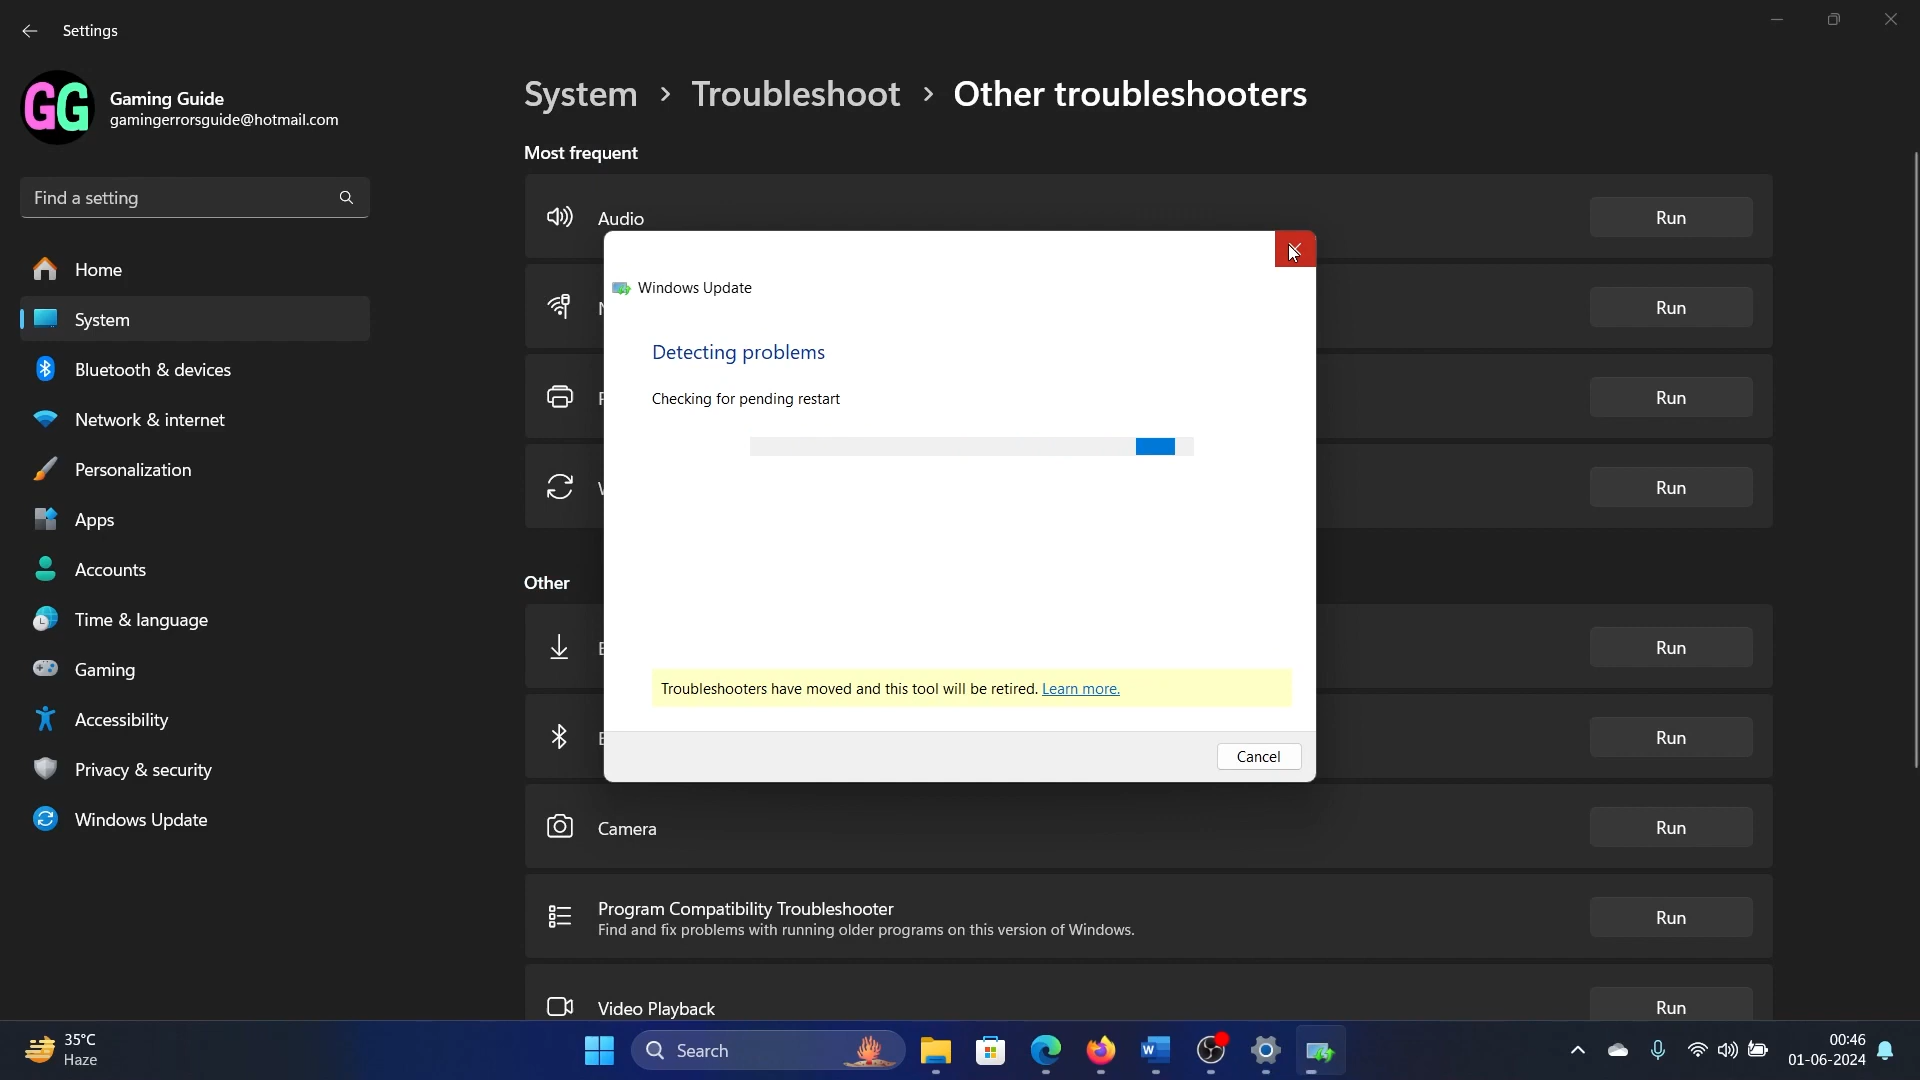 Settings
GG
Gaming Guide
gamingerrorsguide@hotmail.com
Find a setting
Home
System
Bluetooth & devices
Network & internet
Personalization
Apps
Accounts
Time & language
Gaming
Accessibility
Privacy & security
Windows Update
System > Troubleshoot > Other troubleshooters
Most frequent
Audio
Run
Run
Run
Run
Windows Update
Detecting problems
Checking for pending restart
Troubleshooters have moved and this tool will be retired. Learn more.
Cancel
Other
Run
Run
Camera
Run
Program Compatibility Troubleshooter
Find and fix problems with running older programs on this version of Windows.
Run
Video Playback
Run
35°C
Haze
Search
00:46
01-06-2024